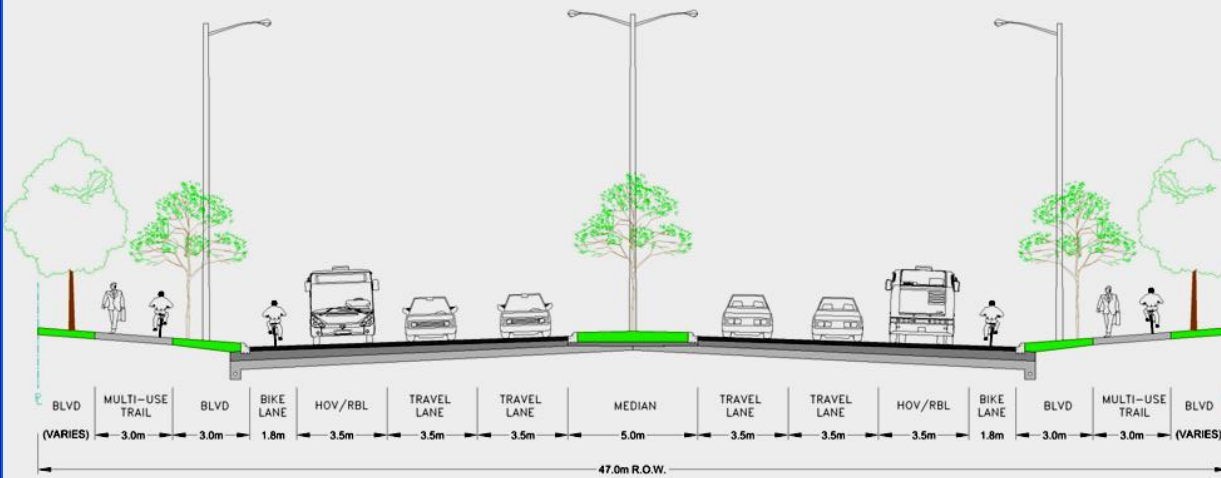 BLVD
MULTI-USE
TRAIL
BLVD
BIKE
LANE
HOV/RBL
TRAVEL
LANE
TRAVEL
LANE
MEDIAN
TRAVEL
LANE
TRAVEL
LANE
HOV/RBL
BIKE
LANE
BLVD
MULTI-USE
TRAIL
BLVD
(VARIES) 3.0m 3.0m 1.8m 3.5m 3.5m 3.5m 5.0m 3.5m 3.5m 3.5m 1.8m 3.0m 3.0m (VARIES)
47.0m R.O.W.